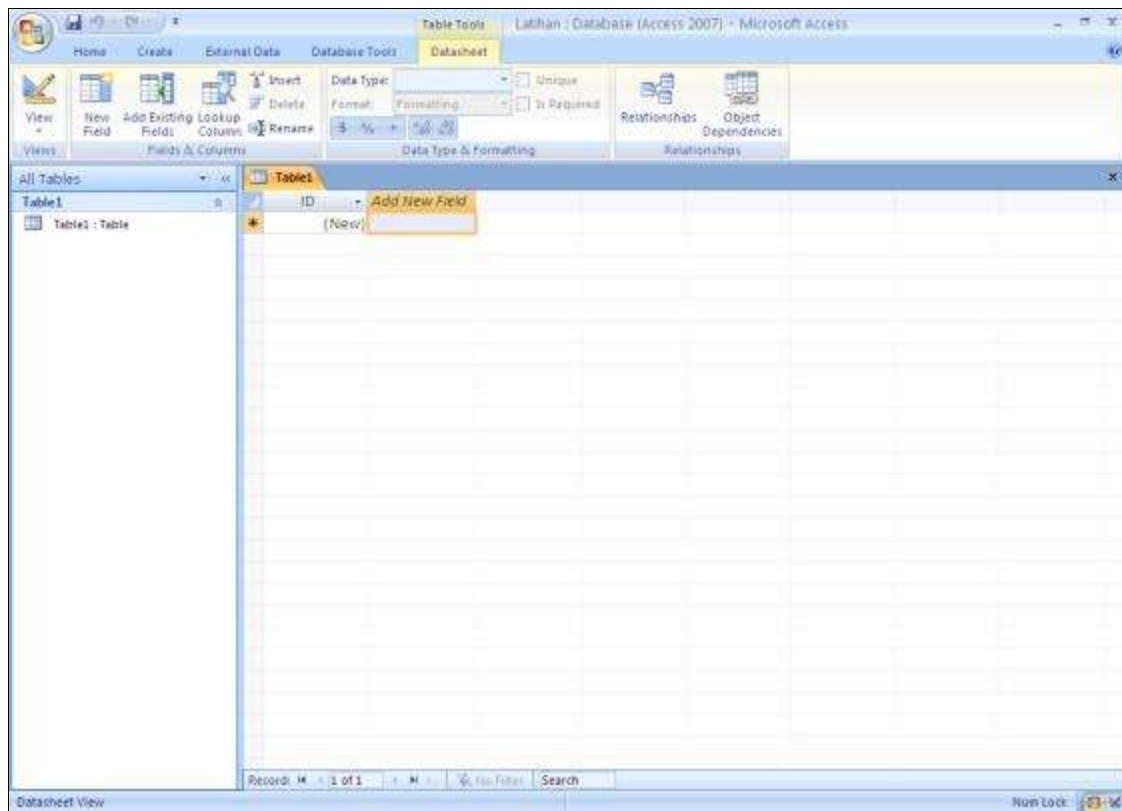 Table Tools Latihan : Database (Access 2007) - Microsoft Access
Home Create External Data Database Tools Datasheet
View
New Field
Add Existing Fields
Lookup Column
Insert
Delete
Rename
Data Type:
Format: Formatting
$ %
Unique
Is Required
Relationships
Object Dependencies
Views Fields & Columns Data Type & Formatting Relationships
All Tables
Table1
Table1 : Table
Table1
ID Add New Field
(New)
Record: 1 of 1 No Filter Search
Datasheet View Num Lock